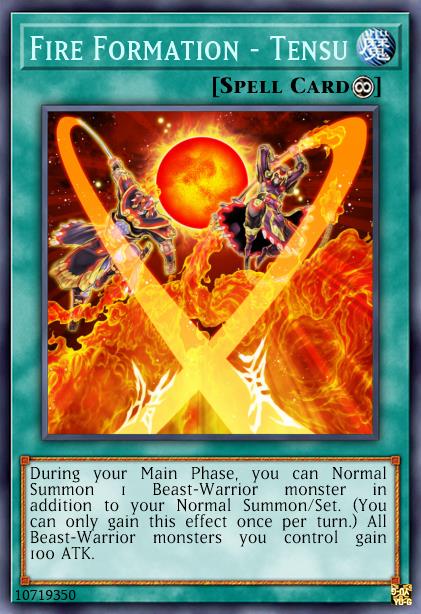 Fire Formation - Tensu 魔
[Spell Card]
During your Main Phase, you can Normal
Summon 1 Beast-Warrior monster in
addition to your Normal Summon/Set. (You
can only gain this effect once per turn.) All
Beast-Warrior monsters you control gain
100 ATK.
10719350